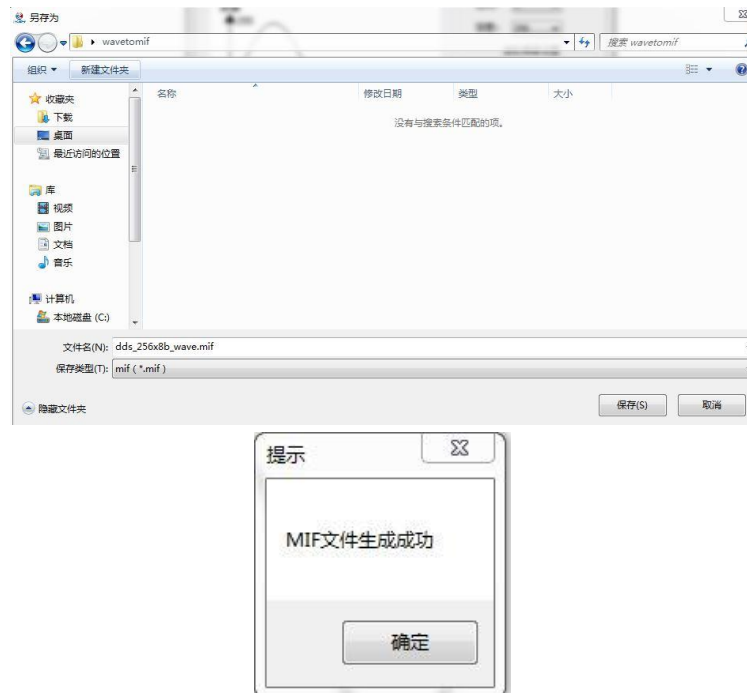 另存为
wavetomif
搜索 wavetomif
组织 新建文件夹
收藏夹
下载
桌面
最近访问的位置
库
视频
图片
文档
音乐
计算机
本地磁盘 (C:)
名称 修改日期 类型 大小
没有与搜索条件匹配的项。
文件名(N): dds_256x8b_wave.mif
保存类型(T): mif ( *.mif )
隐藏文件夹 保存(S) 取消
提示
MIF文件生成成功
确定